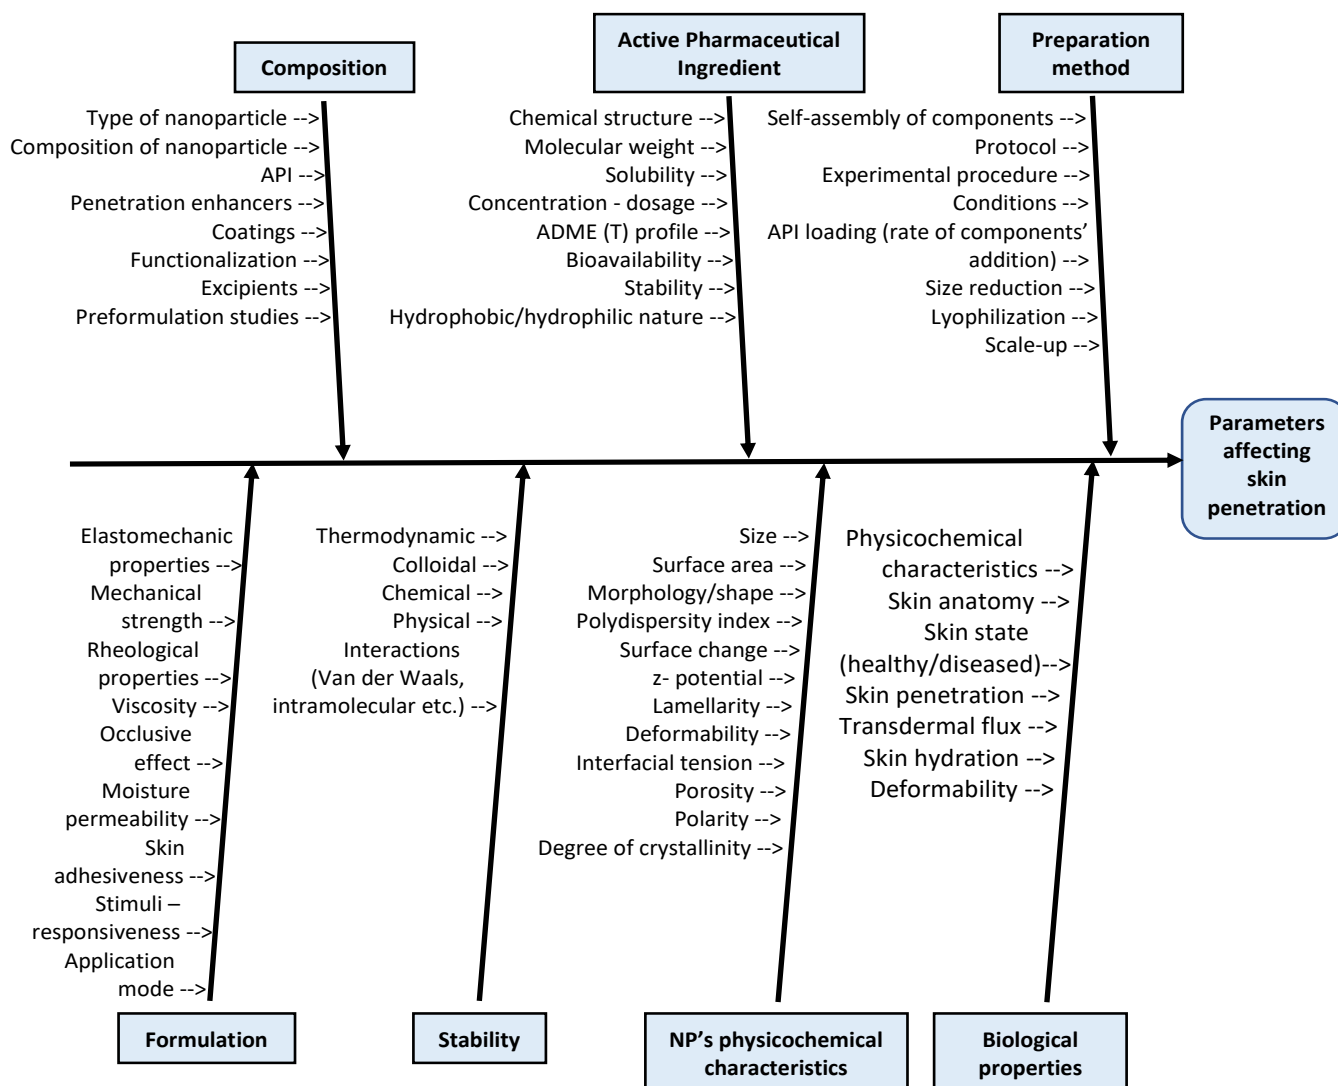 Composition
Type of nanoparticle -->
Composition of nanoparticle -->
API -->
Penetration enhancers -->
Coatings -->
Functionalization -->
Excipients -->
Preformulation studies -->
Active Pharmaceutical
Ingredient
Chemical structure -->
Molecular weight -->
Solubility -->
Concentration - dosage -->
ADME (T) profile -->
Bioavailability -->
Stability -->
Hydrophobic/hydrophilic nature -->
Preparation
method
Self-assembly of components -->
Protocol -->
Experimental procedure -->
Conditions -->
API loading (rate of components’
addition) -->
Size reduction -->
Lyophilization -->
Scale-up -->
Parameters
affecting
skin
penetration
Elastomechanic
properties -->
Mechanical
strength -->
Rheological
properties -->
Viscosity -->
Occlusive
effect -->
Moisture
permeability -->
Skin
adhesiveness -->
Stimuli –
responsiveness -->
Application
mode -->
Formulation
Thermodynamic -->
Colloidal -->
Chemical -->
Physical -->
Interactions
(Van der Waals,
intramolecular etc.) -->
Stability
Size -->
Surface area -->
Morphology/shape -->
Polydispersity index -->
Surface change -->
z- potential -->
Lamellarity -->
Deformability -->
Interfacial tension -->
Porosity -->
Polarity -->
Degree of crystallinity -->
NP’s physicochemical
characteristics
Physicochemical
characteristics -->
Skin anatomy -->
Skin state
(healthy/diseased)-->
Skin penetration -->
Transdermal flux -->
Skin hydration -->
Deformability -->
Biological
properties